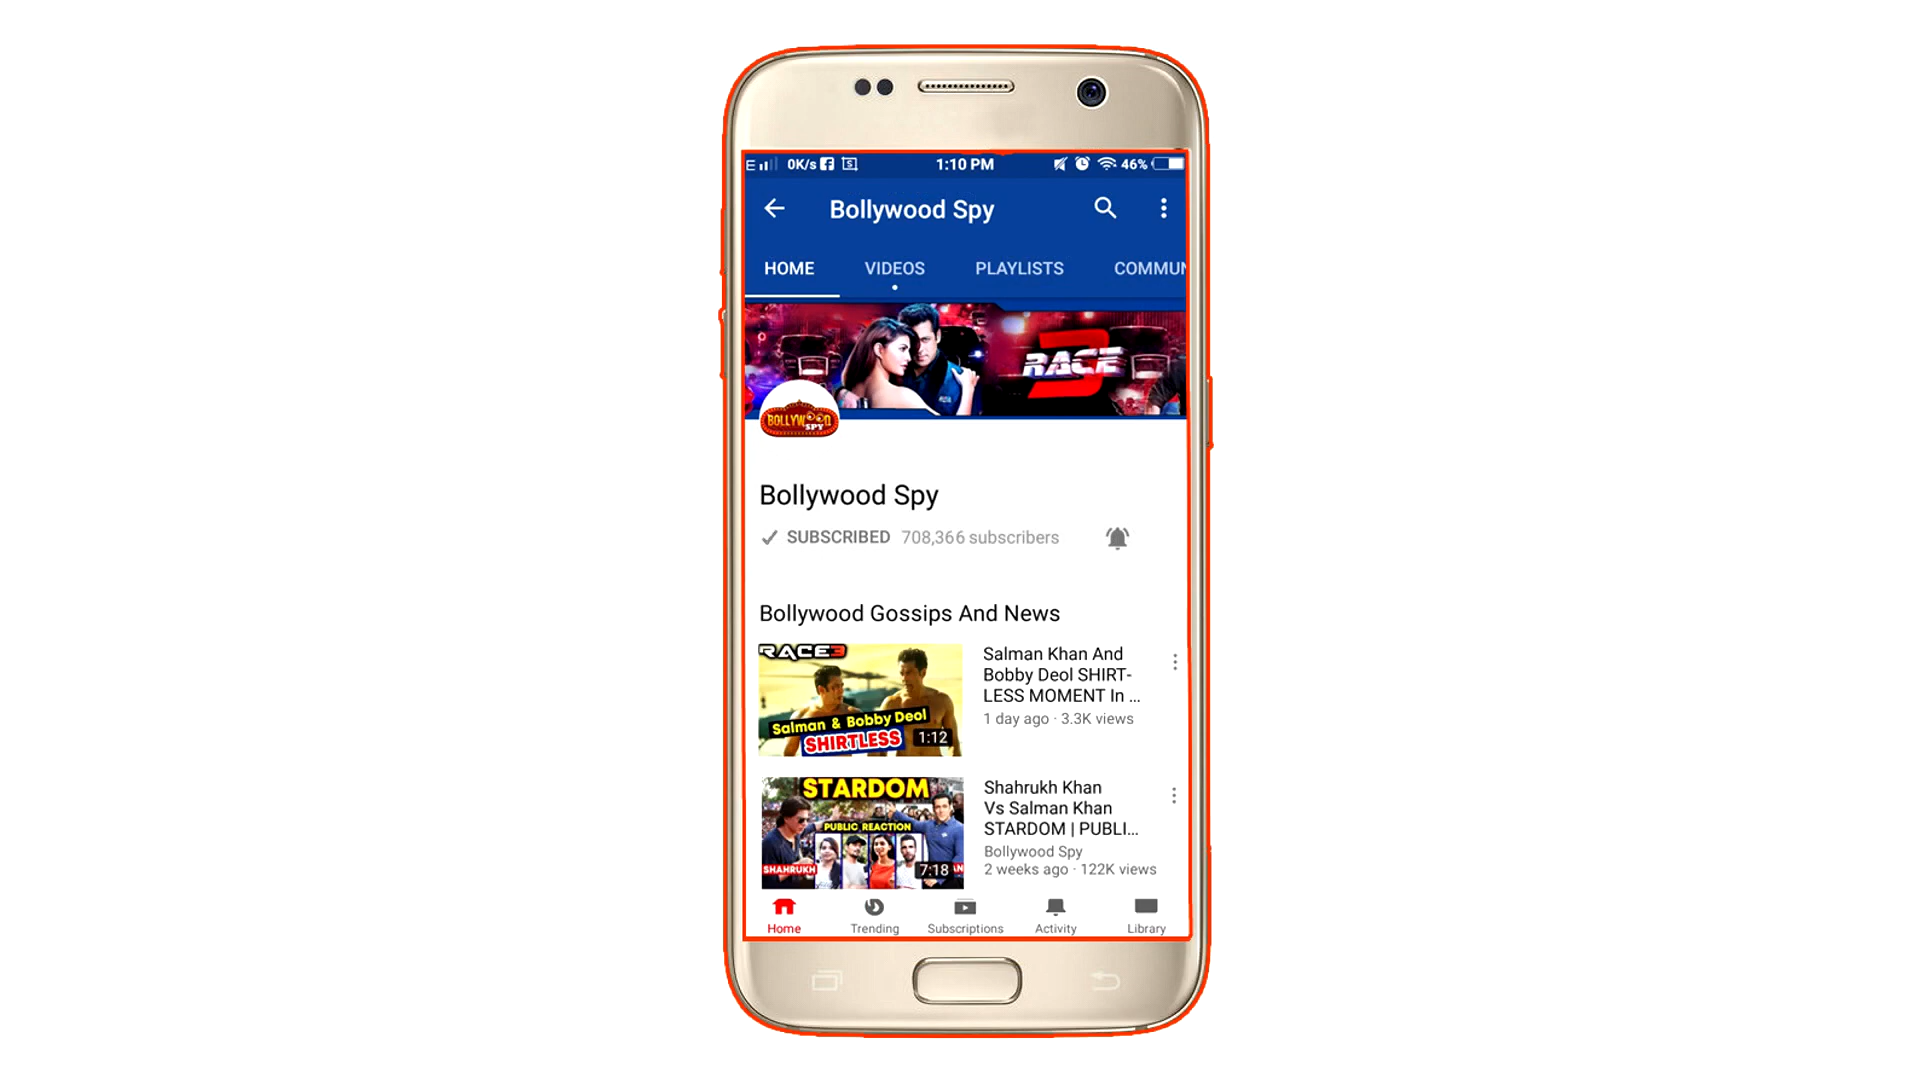 E 0K/s 1:10 PM 46%
Bollywood Spy
HOME VIDEOS PLAYLISTS COMMUN
RACE 3
BOLLYWOOD
SPY
Bollywood Spy
SUBSCRIBED 708,366 subscribers
Bollywood Gossips And News
RACE3
Salman & Bobby Deol
SHIRTLESS
1:12
Salman Khan And
Bobby Deol SHIRT-
LESS MOMENT In ...
1 day ago · 3.3K views
STARDOM
PUBLIC REACTION
SHAHRUKH
7:18
Shahrukh Khan
Vs Salman Khan
STARDOM | PUBLI...
Bollywood Spy
2 weeks ago · 122K views
Home Trending Subscriptions Activity Library